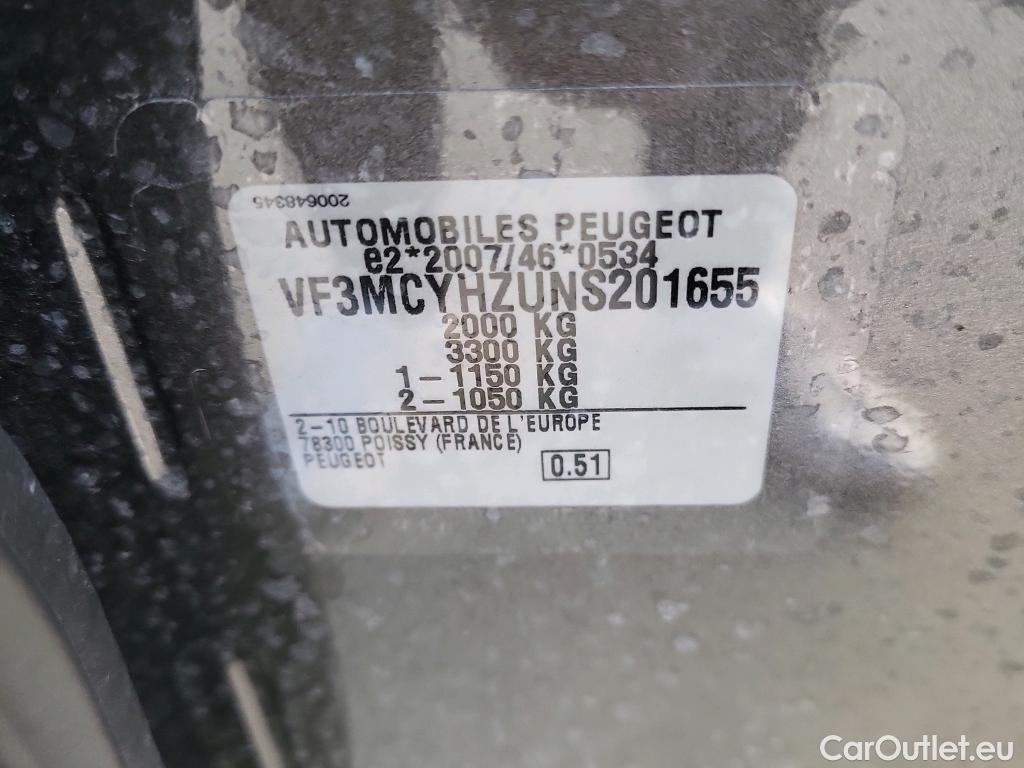 200648345
AUTOMOBILES PEUGEOT
e2*2007/46*0534
VF3MCYHZUNS201655
2000 KG
3300 KG
1-1150 KG
2-1050 KG
2-10 BOULEVARD DE L'EUROPE
78300 POISSY (FRANCE)
PEUGEOT
0.51
CarOutlet.eu